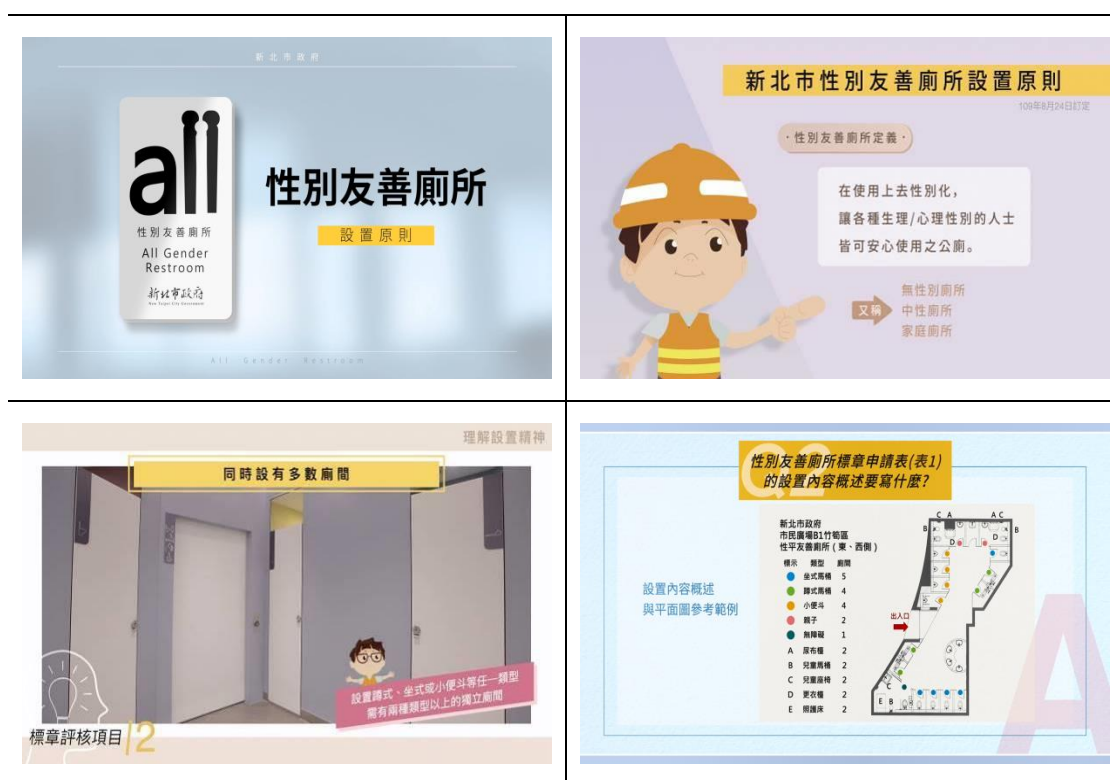 新北市政府
all
性別友善廁所
All Gender
Restroom
新北市政府
New Taipei City Government
性別友善廁所
設置原則
All Gender Restroom
新北市性別友善廁所設置原則
109年8月24日訂定
·性別友善廁所定義·
在使用上去性別化，
讓各種生理/心理性別的人士
皆可安心使用之公廁。
又稱
無性別廁所
中性廁所
家庭廁所
理解設置精神
同時設有多數廁間
設置蹲式、坐式或小便斗等任一類型
需有兩種類型以上的獨立廁間
標章評核項目 2
Q2
性別友善廁所標章申請表(表1)
的設置內容概述要寫什麼?
設置內容概述
與平面圖參考範例
新北市政府
市民廣場B1竹筍區
性平友善廁所（東、西側）
標示 類型 廁間
坐式馬桶 5
蹲式馬桶 4
小便斗 4
親子 2
無障礙 1
A 尿布檯 2
B 兒童馬桶 2
C 兒童座椅 2
D 更衣檯 2
E 照護床 2
C A A C
B B
D D
出入口
C
E B
A